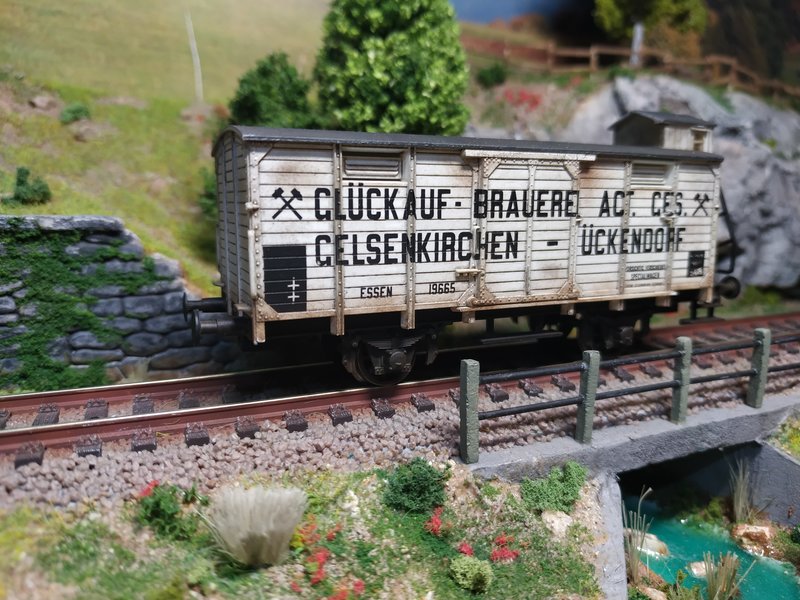 GLÜCKAUF - BRAUEREI ACT. GES.
GELSENKIRCHEN - ÜCKENDORF
ESSEN 19665